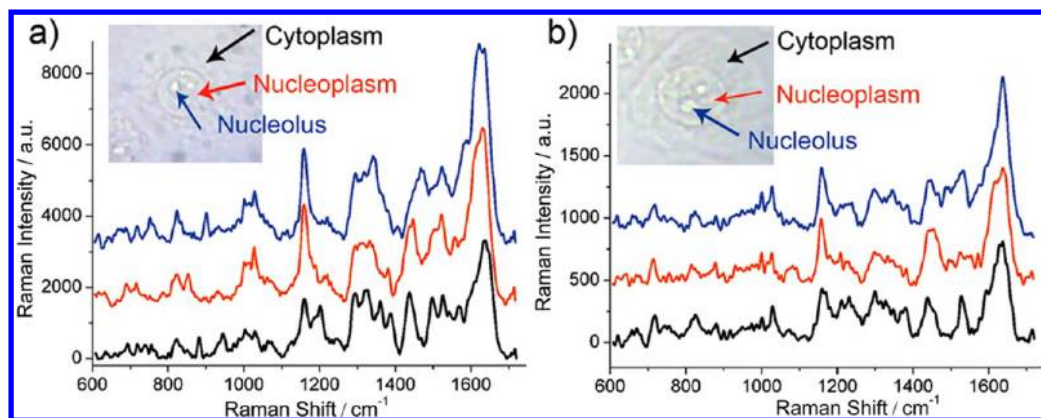 a)
Cytoplasm
Nucleoplasm
Nucleolus
8000
6000
4000
2000
0
Raman Intensity / a.u.
600 800 1000 1200 1400 1600
Raman Shift / cm-1
b)
Cytoplasm
Nucleoplasm
Nucleolus
2000
1500
1000
500
0
Raman Intensity / a.u.
600 800 1000 1200 1400 1600
Raman Shift / cm-1